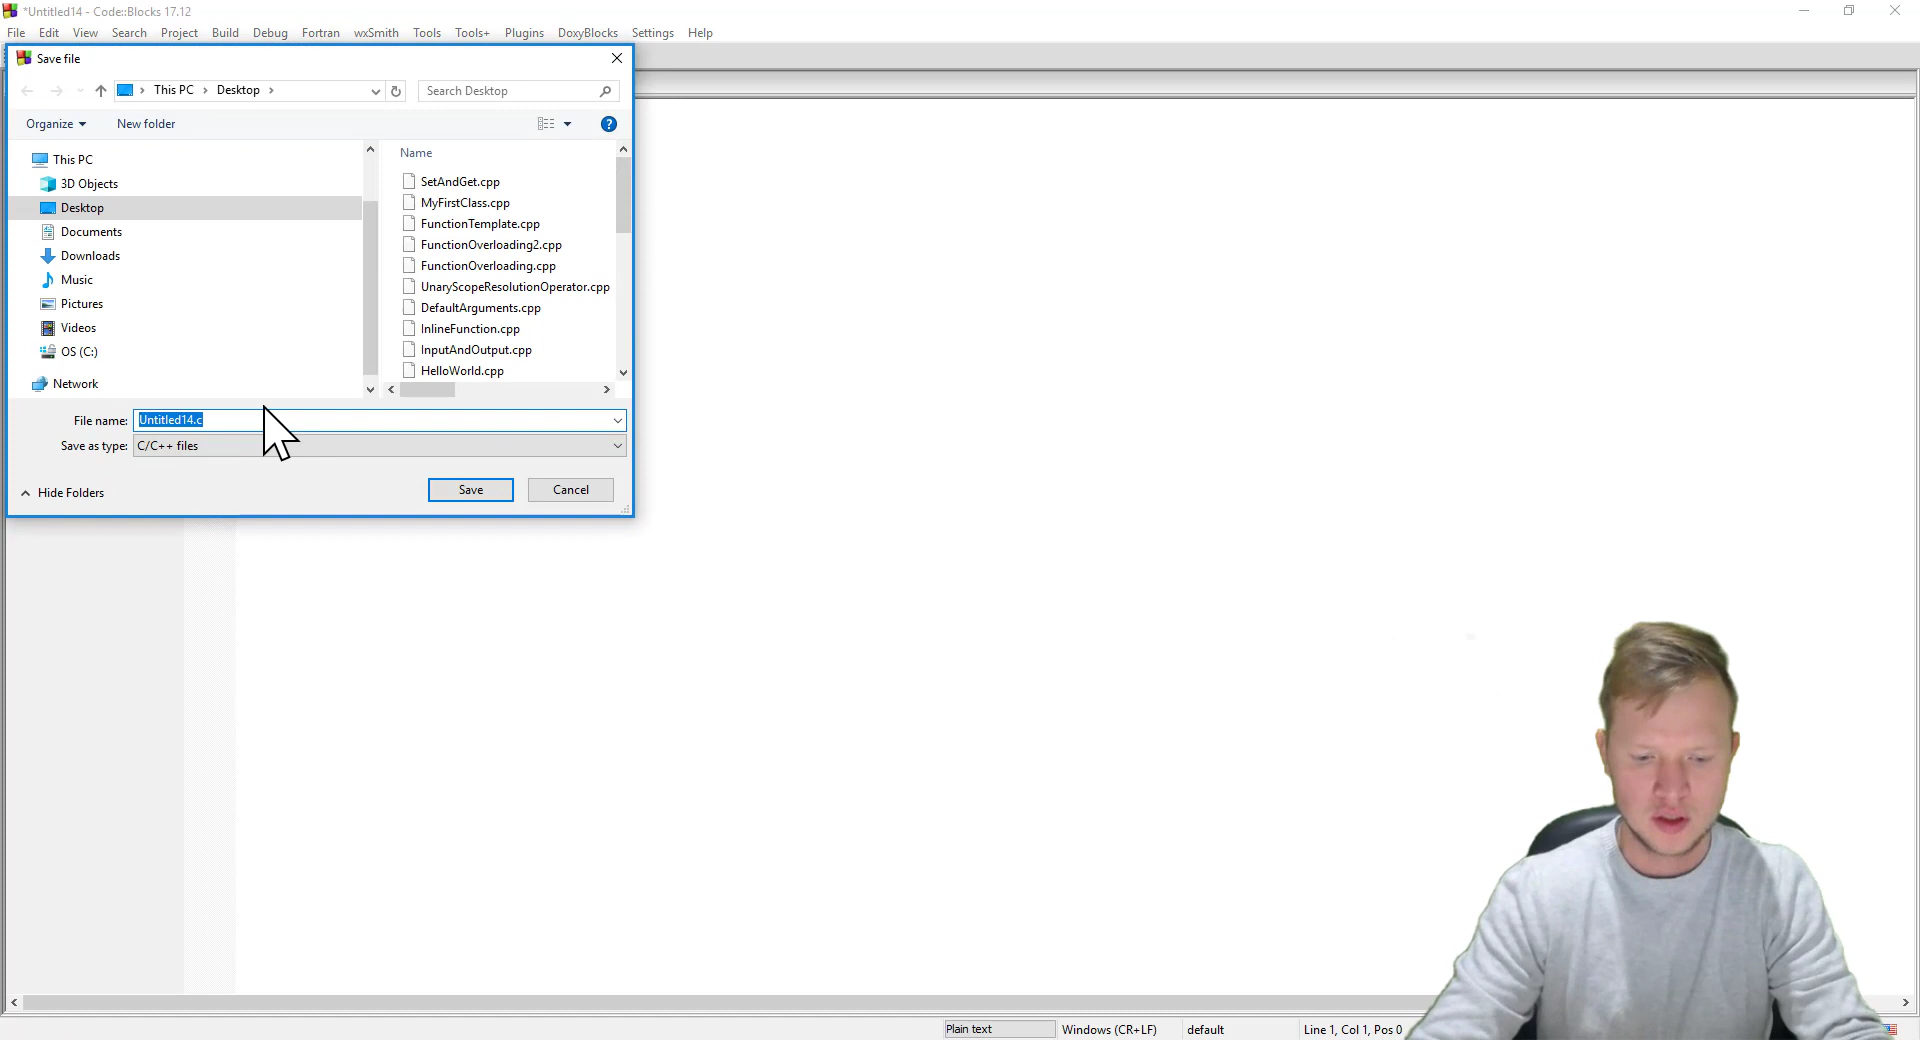 *Untitled14 - Code::Blocks 17.12
File Edit View Search Project Build Debug Fortran wxSmith Tools Tools+ Plugins DoxyBlocks Settings Help
Save file
This PC > Desktop >
Search Desktop
Organize
New folder
This PC
3D Objects
Desktop
Documents
Downloads
Music
Pictures
Videos
OS (C:)
Network
Name
SetAndGet.cpp
MyFirstClass.cpp
FunctionTemplate.cpp
FunctionOverloading2.cpp
FunctionOverloading.cpp
UnaryScopeResolutionOperator.cpp
DefaultArguments.cpp
InlineFunction.cpp
InputAndOutput.cpp
HelloWorld.cpp
File name: Untitled14.c
Save as type: C/C++ files
Hide Folders
Save
Cancel
Plain text Windows (CR+LF) default Line 1, Col 1, Pos 0